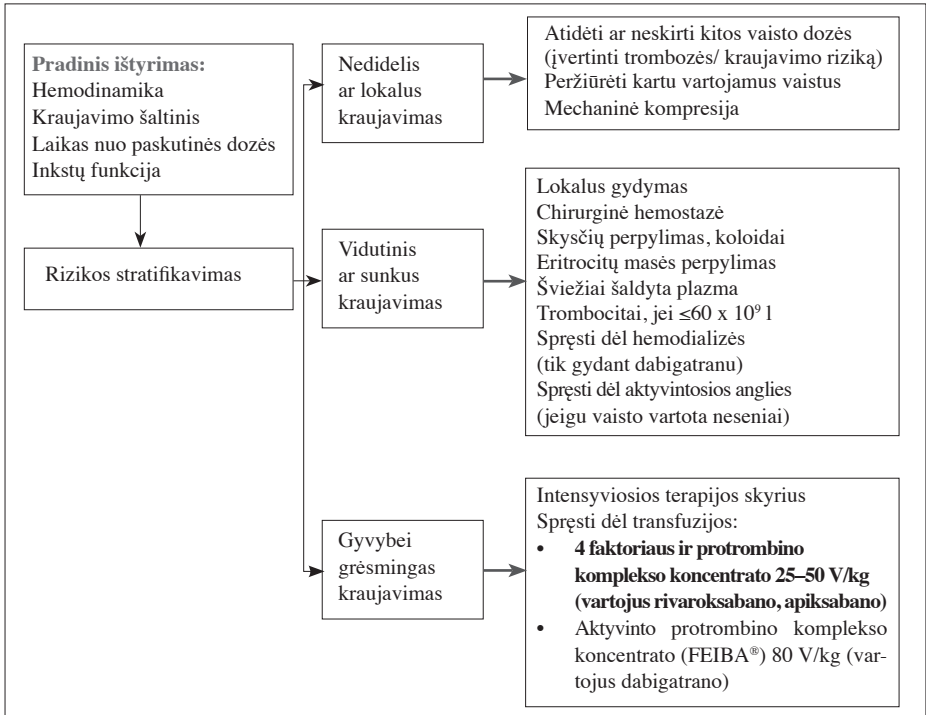 Pradinis ištyrimas:
Hemodinamika
Kraujavimo šaltinis
Laikas nuo paskutinės dozės
Inkstų funkcija
Rizikos stratifikavimas
Nedidelis
ar lokalus
kraujavimas
Atidėti ar neskirti kitos vaisto dozės
(įvertinti trombozės/ kraujavimo riziką)
Peržiūrėti kartu vartojamus vaistus
Mechaninė kompresija
Vidutinis
ar sunkus
kraujavimas
Lokalus gydymas
Chirurginė hemostazė
Skysčių perpylimas, koloidai
Eritrocitų masės perpylimas
Šviežiai šaldyta plazma
Trombocitai, jei ≤60 x 10⁹ l
Spręsti dėl hemodializės
(tik gydant dabigatranu)
Spręsti dėl aktyvintosios anglies
(jeigu vaisto vartota neseniai)
Gyvybei
grėsmingas
kraujavimas
Intensyviosios terapijos skyrius
Spręsti dėl transfuzijos:
• 4 faktoriaus ir protrombino
komplekso koncentrato 25–50 V/kg
(vartojus rivaroksabano, apiksabano)
• Aktyvinto protrombino komplekso
koncentrato (FEIBA®) 80 V/kg (var-
tojus dabigatrano)